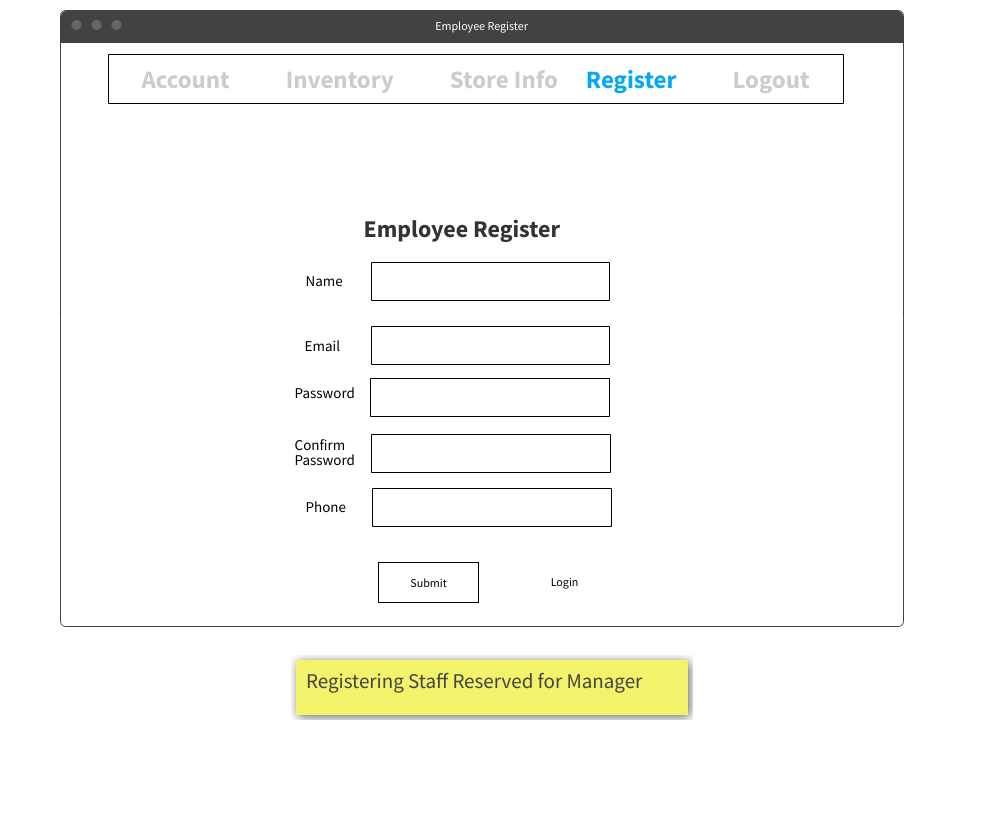 Employee Register
Account Inventory Store Info Register Logout
Employee Register
Name
Email
Password
Confirm
Password
Phone
Submit Login
Registering Staff Reserved for Manager